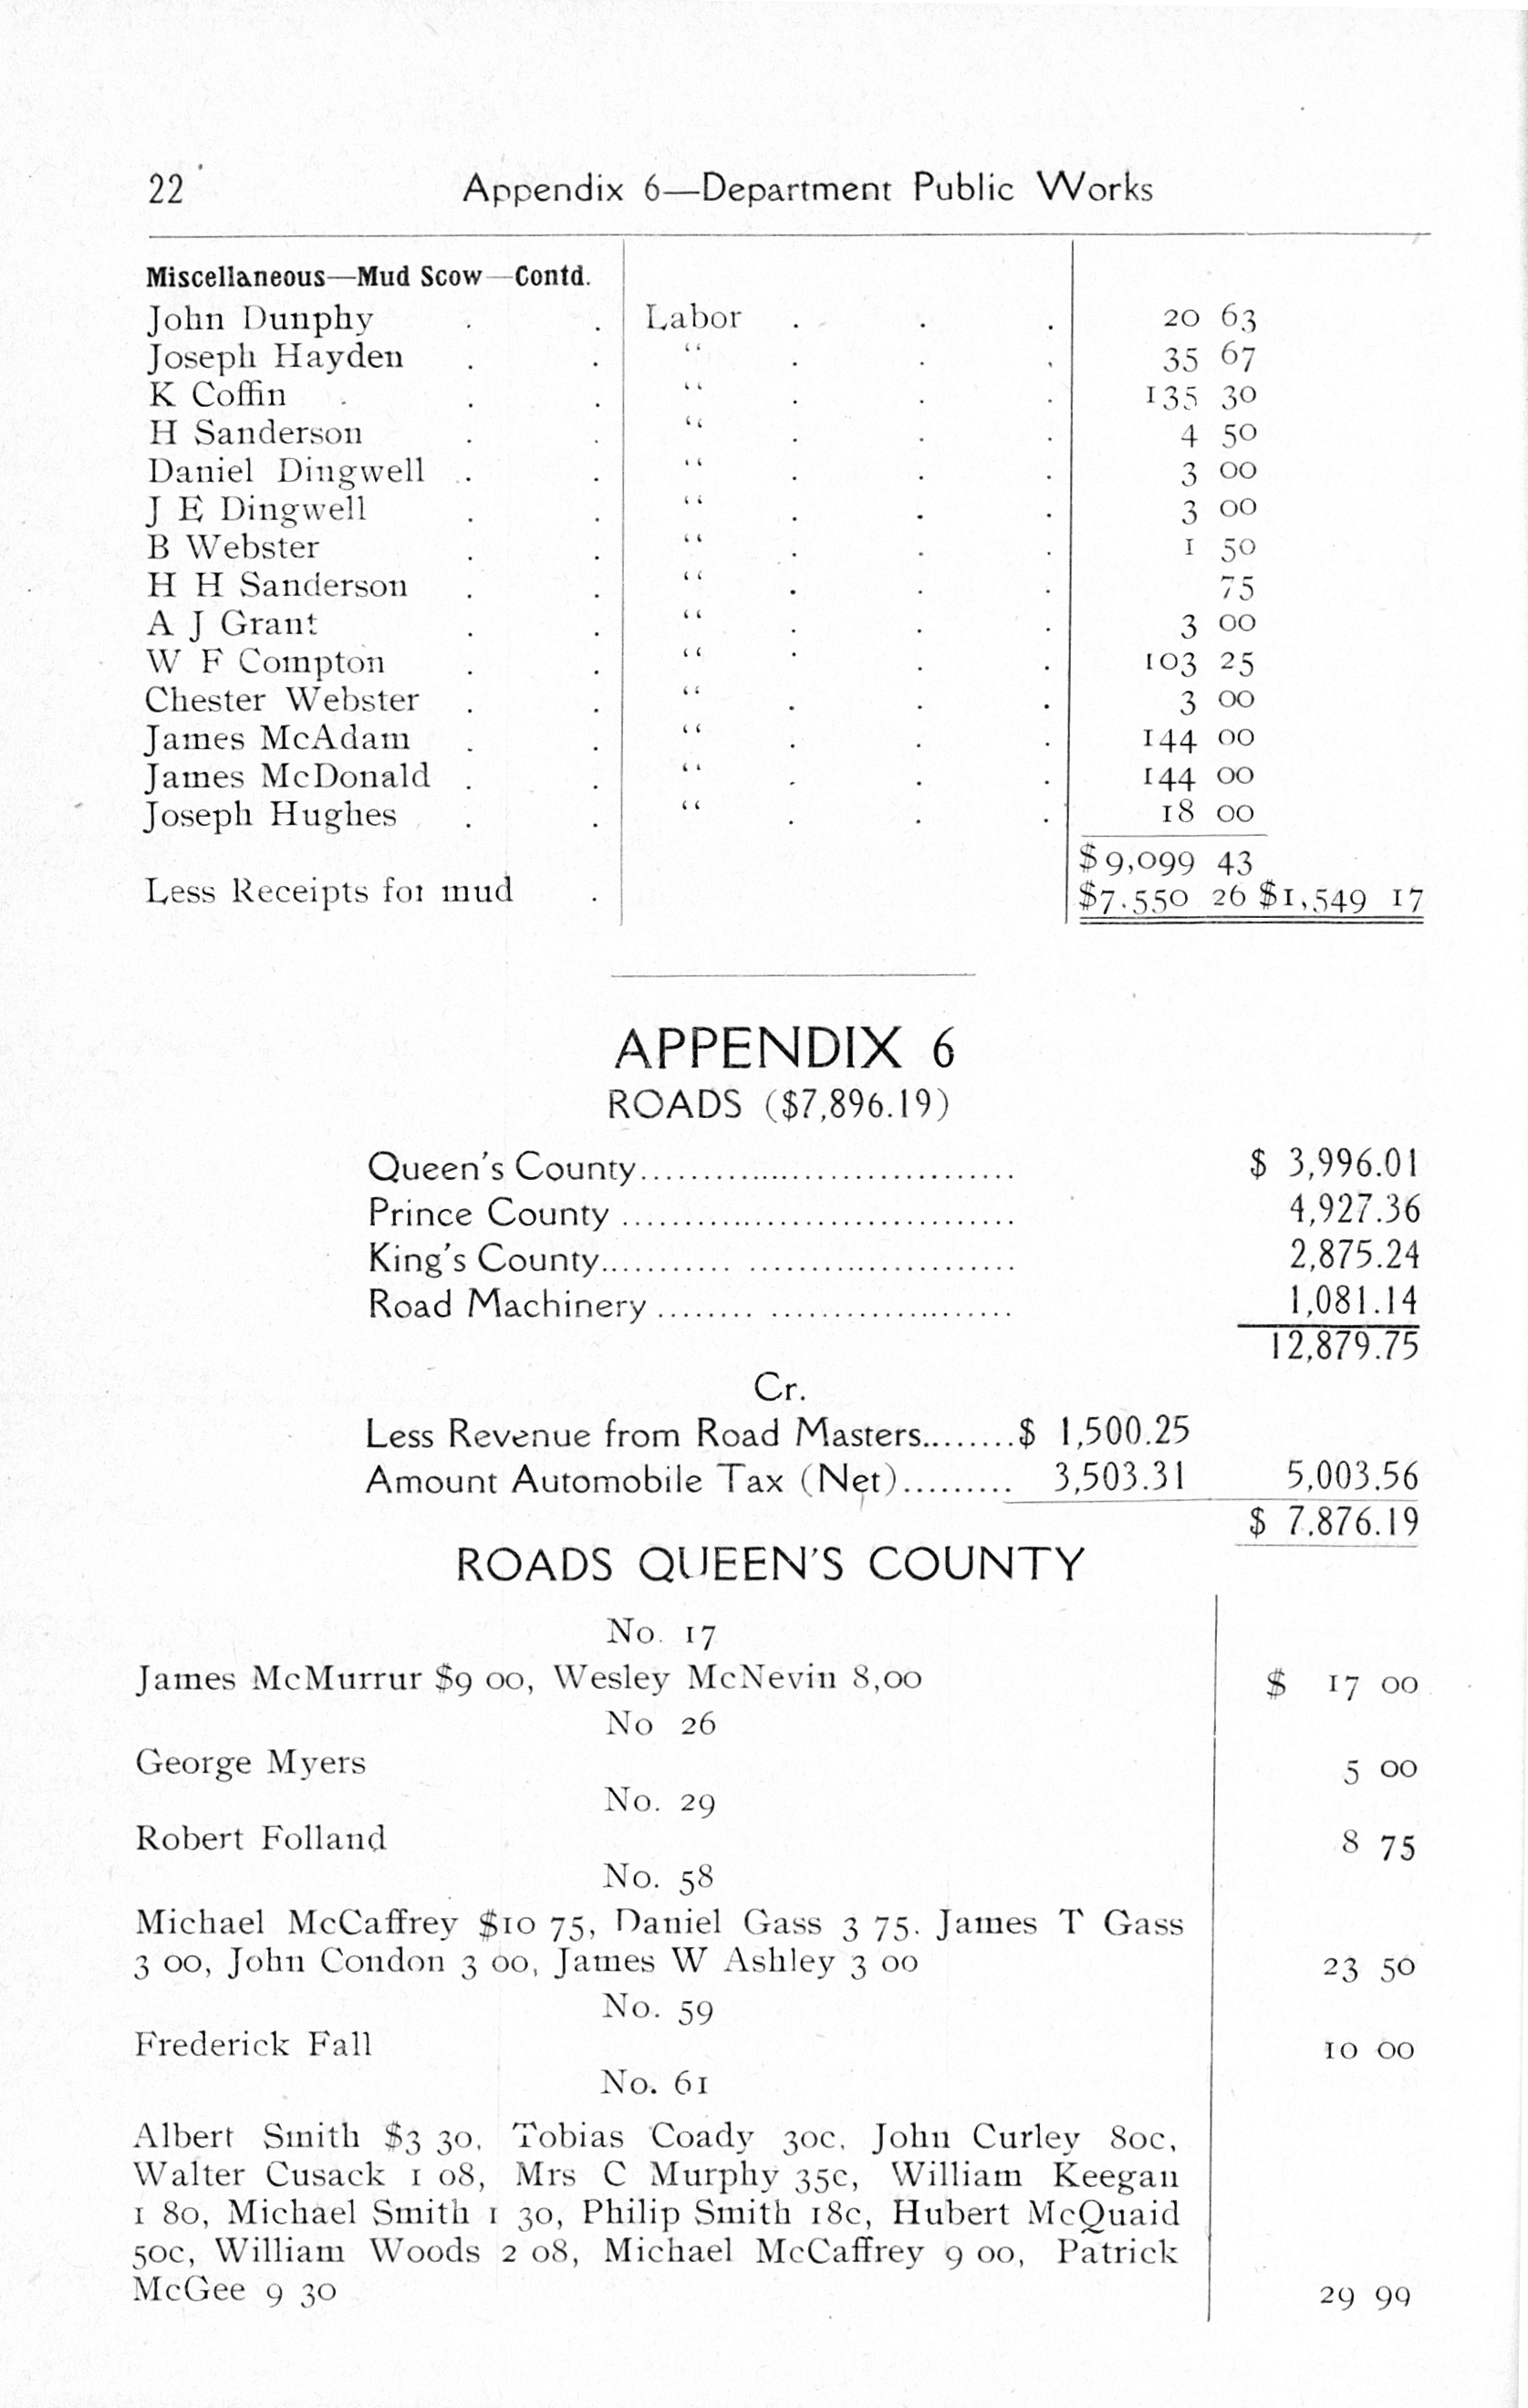 22 Appendix 6—Department Public Works
Miscellaneous—Mud Scow—Contd.
John Dunphy . . Labor . . . 20 63
Joseph Hayden . . “ . . . 35 67
K Coffin . . . “ . . . 135 30
H Sanderson . . “ . . . 4 50
Daniel Dingwell . . “ . . . 3 00
J E Dingwell . . “ . . . 3 00
B Webster . . “ . . . 1 50
H H Sanderson . . “ . . . 75
A J Grant . . “ . . . 3 00
W F Compton . . “ . . . 103 25
Chester Webster . . “ . . . 3 00
James McAdam . . “ . . . 144 00
James McDonald . . “ . . . 144 00
Joseph Hughes . . “ . . . 18 00
$9,099 43
Less Receipts for mud . $7.550 26 $1,549 17
APPENDIX 6
ROADS ($7,896.19)
Queen's County................................. $ 3,996.01
Prince County ................................. 4,927.36
King's County........... ...................... 2,875.24
Road Machinery ........ .................... 1,081.14
12,879.75
Cr.
Less Revenue from Road Masters........$ 1,500.25
Amount Automobile Tax (Net)......... 3,503.31 5,003.56
$ 7.876.19
ROADS QUEEN'S COUNTY
No. 17
James McMurrur $9 00, Wesley McNevin 8,00 $ 17 00
No 26
George Myers 5 00
No. 29
Robert Folland 8 75
No. 58
Michael McCaffrey $10 75, Daniel Gass 3 75. James T Gass
3 00, John Condon 3 00, James W Ashley 3 00 23 50
No. 59
Frederick Fall 10 00
No. 61
Albert Smith $3 30, Tobias Coady 30c, John Curley 80c,
Walter Cusack 1 08, Mrs C Murphy 35c, William Keegan
1 80, Michael Smith 1 30, Philip Smith 18c, Hubert McQuaid
50c, William Woods 2 08, Michael McCaffrey 9 00, Patrick
McGee 9 30 29 99